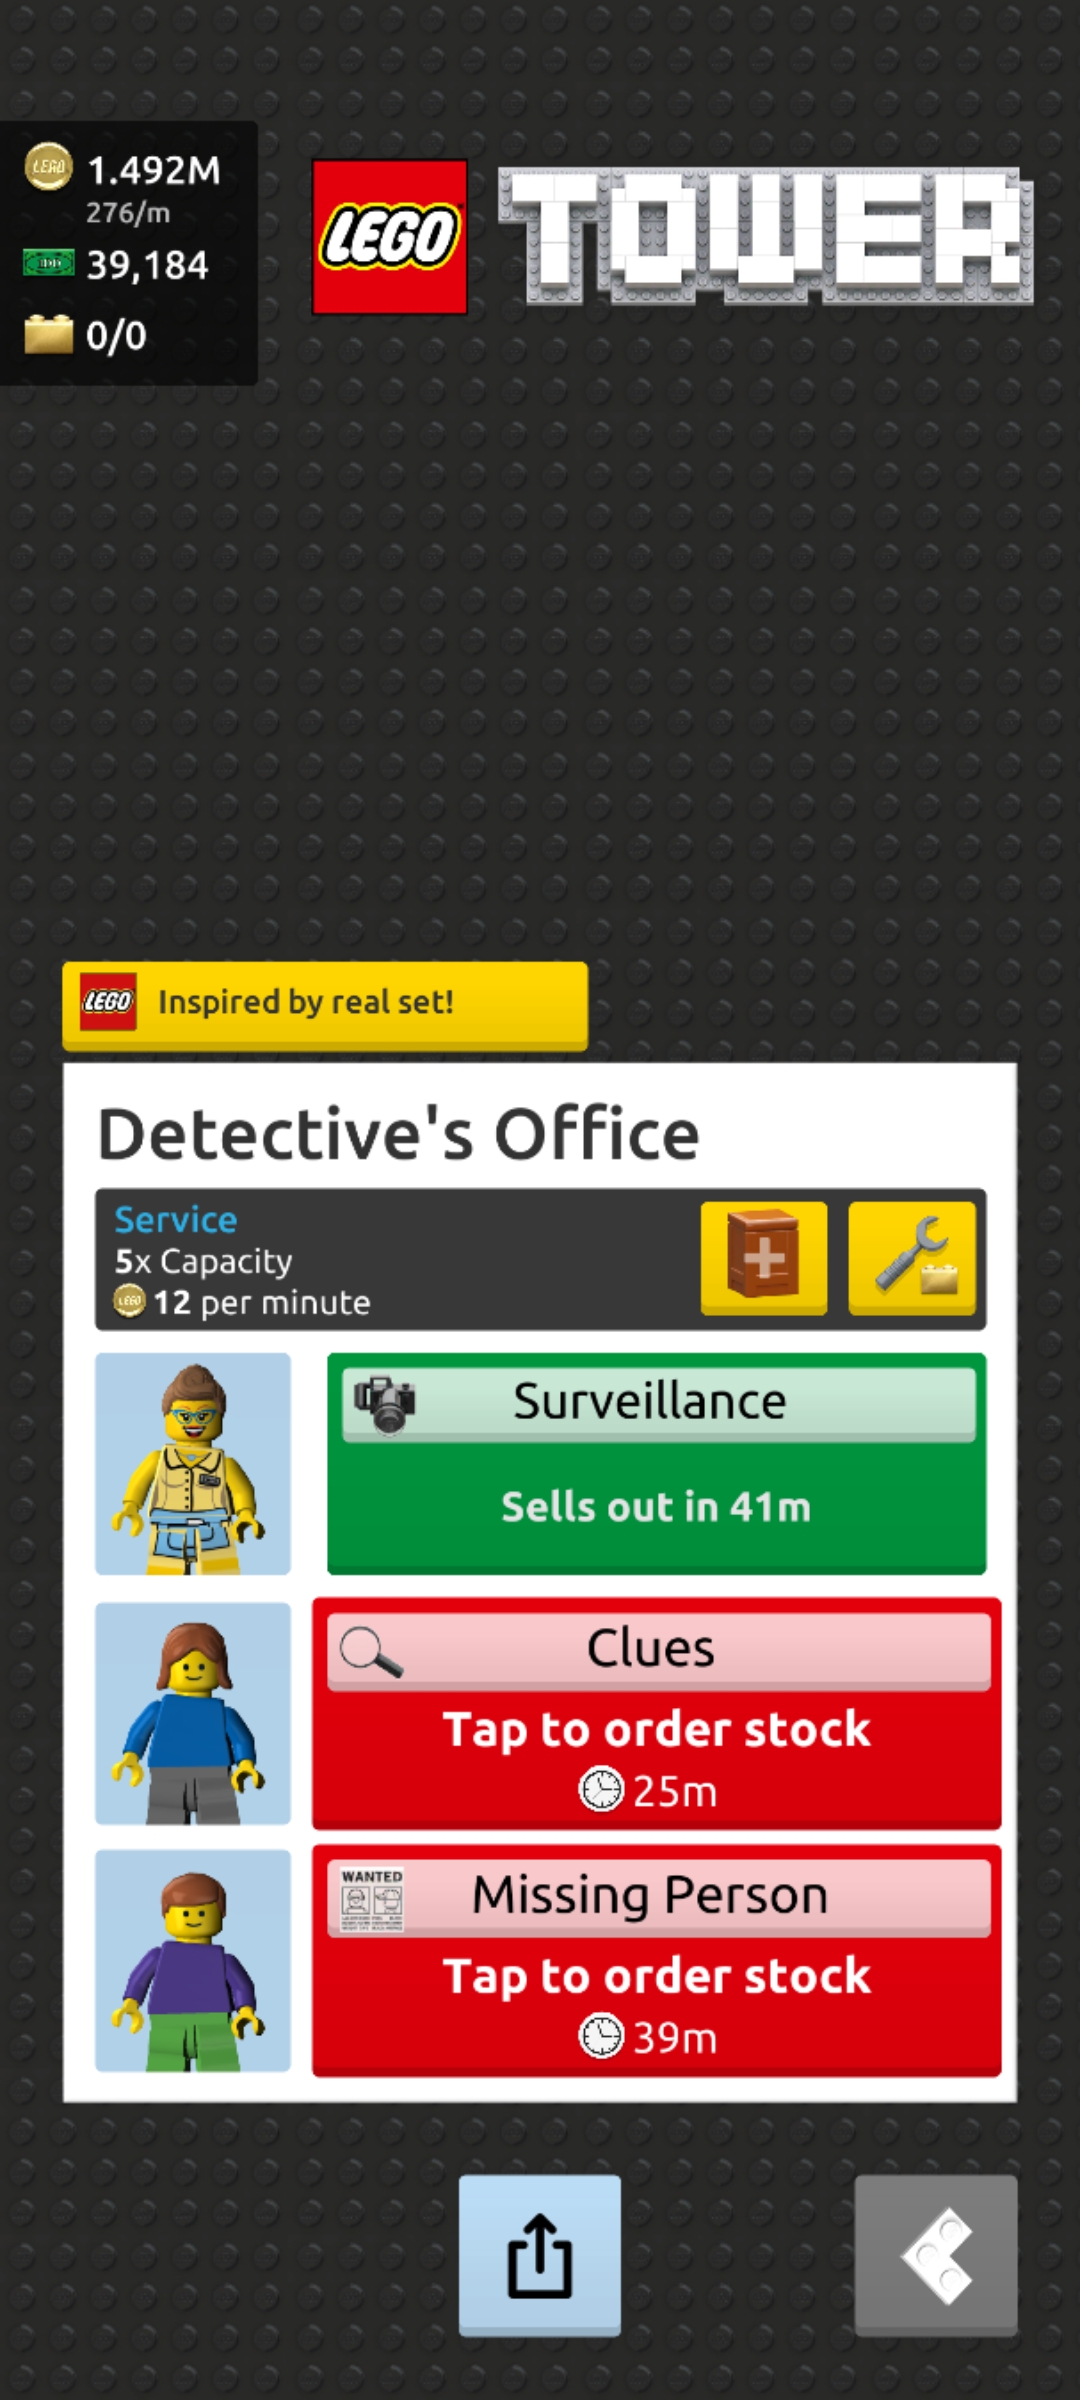 1.492M
276/m
39,184
0/0
LEGO TOWER
LEGO Inspired by real set!
Detective's Office
Service
5x Capacity
12 per minute
Surveillance
Sells out in 41m
Clues
Tap to order stock
25m
WANTED
Missing Person
Tap to order stock
39m